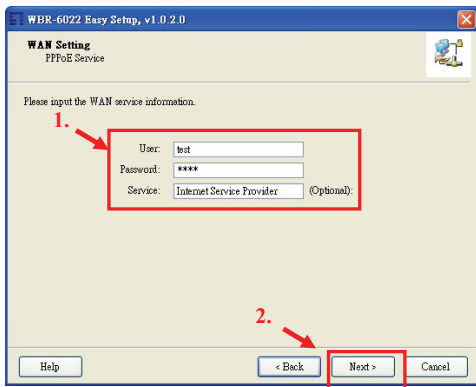 WBR-6022 Easy Setup, v1.0.2.0
WAN Setting
PPPoE Service
Please input the WAN service information.
1.
User: test
Password: ****
Service: Internet Service Provider (Optional):
2.
Help < Back Next > Cancel